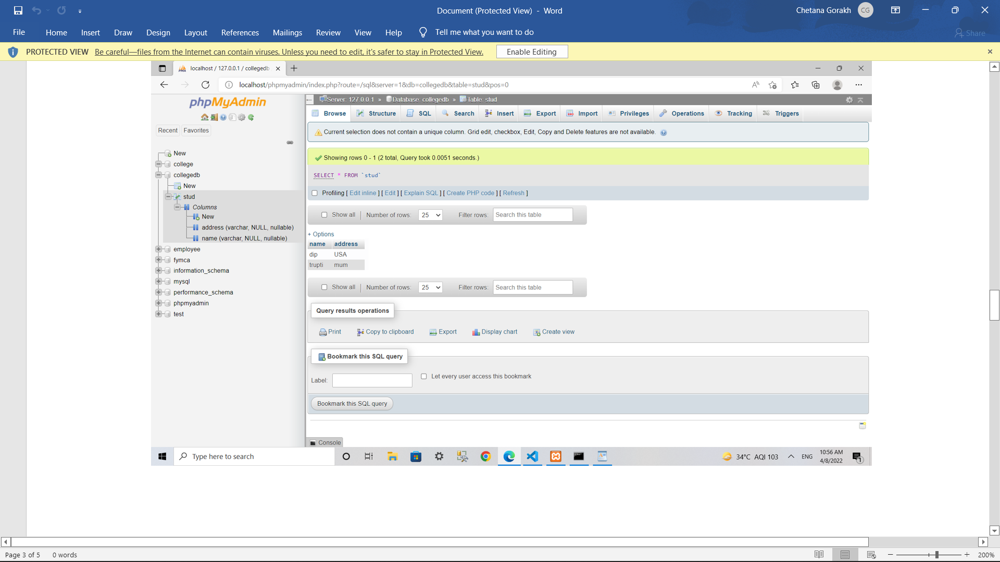 Document (Protected View) - Word
Chetana Gorakh CG
File Home Insert Draw Design Layout References Mailings Review View Help Tell me what you want to do Share
PROTECTED VIEW Be careful—files from the Internet can contain viruses. Unless you need to edit, it's safer to stay in Protected View. Enable Editing
localhost / 127.0.0.1 / collegedb
localhost/phpmyadmin/index.php?route=/sql&server=1&db=collegedb&table=stud&pos=0
phpMyAdmin
Recent Favorites
New
college
collegedb
New
stud
Columns
New
address (varchar, NULL, nullable)
name (varchar, NULL, nullable)
employee
fymca
information_schema
mysql
performance_schema
phpmyadmin
test
Server: 127.0.0.1 » Database: collegedb » Table: stud
Browse Structure SQL Search Insert Export Import Privileges Operations Tracking Triggers
Current selection does not contain a unique column. Grid edit, checkbox, Edit, Copy and Delete features are not available.
Showing rows 0 - 1 (2 total, Query took 0.0051 seconds.)
SELECT * FROM `stud`
Profiling [ Edit inline ] [ Edit ] [ Explain SQL ] [ Create PHP code ] [ Refresh ]
Show all Number of rows: 25 Filter rows: Search this table
+ Options
name address
dip USA
trupti mum
Show all Number of rows: 25 Filter rows: Search this table
Query results operations
Print Copy to clipboard Export Display chart Create view
Bookmark this SQL query
Label: Let every user access this bookmark
Bookmark this SQL query
Console
Type here to search
34°C AQI 103 ENG 10:56 AM
4/8/2022 1
Page 3 of 5 0 words
200%